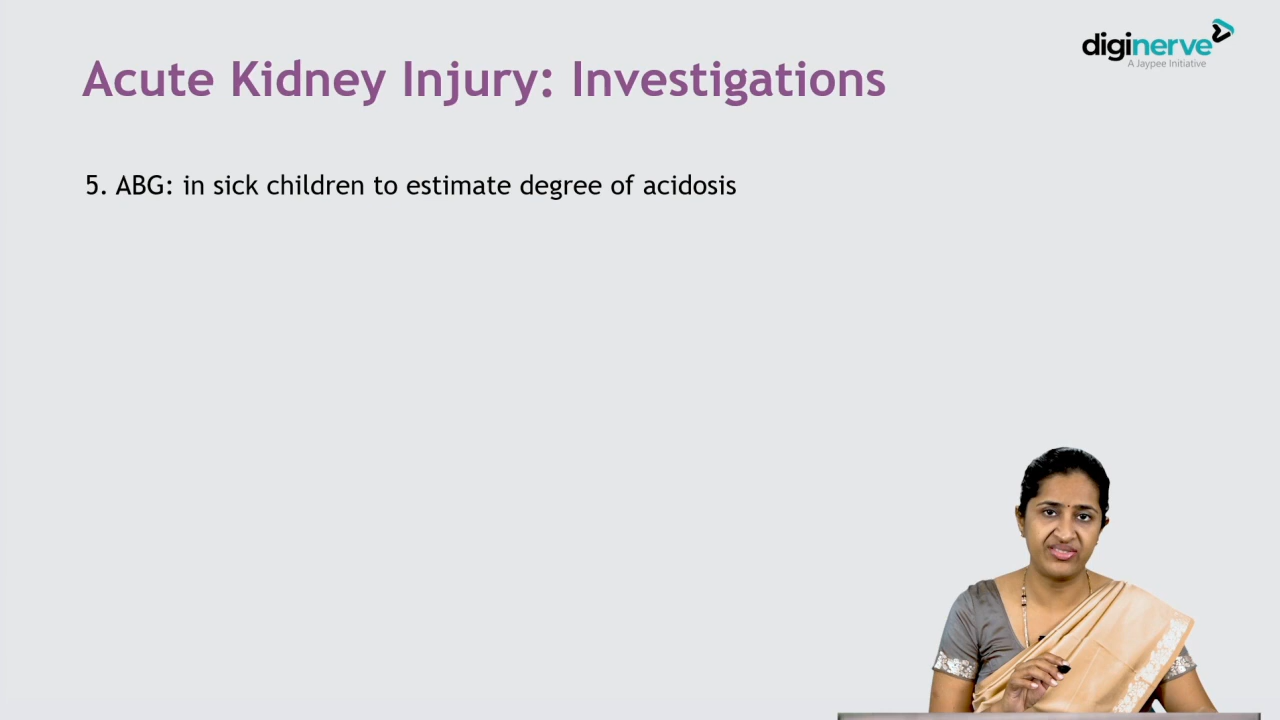 diginerve
A Jaypee Initiative
Acute Kidney Injury: Investigations
5. ABG: in sick children to estimate degree of acidosis